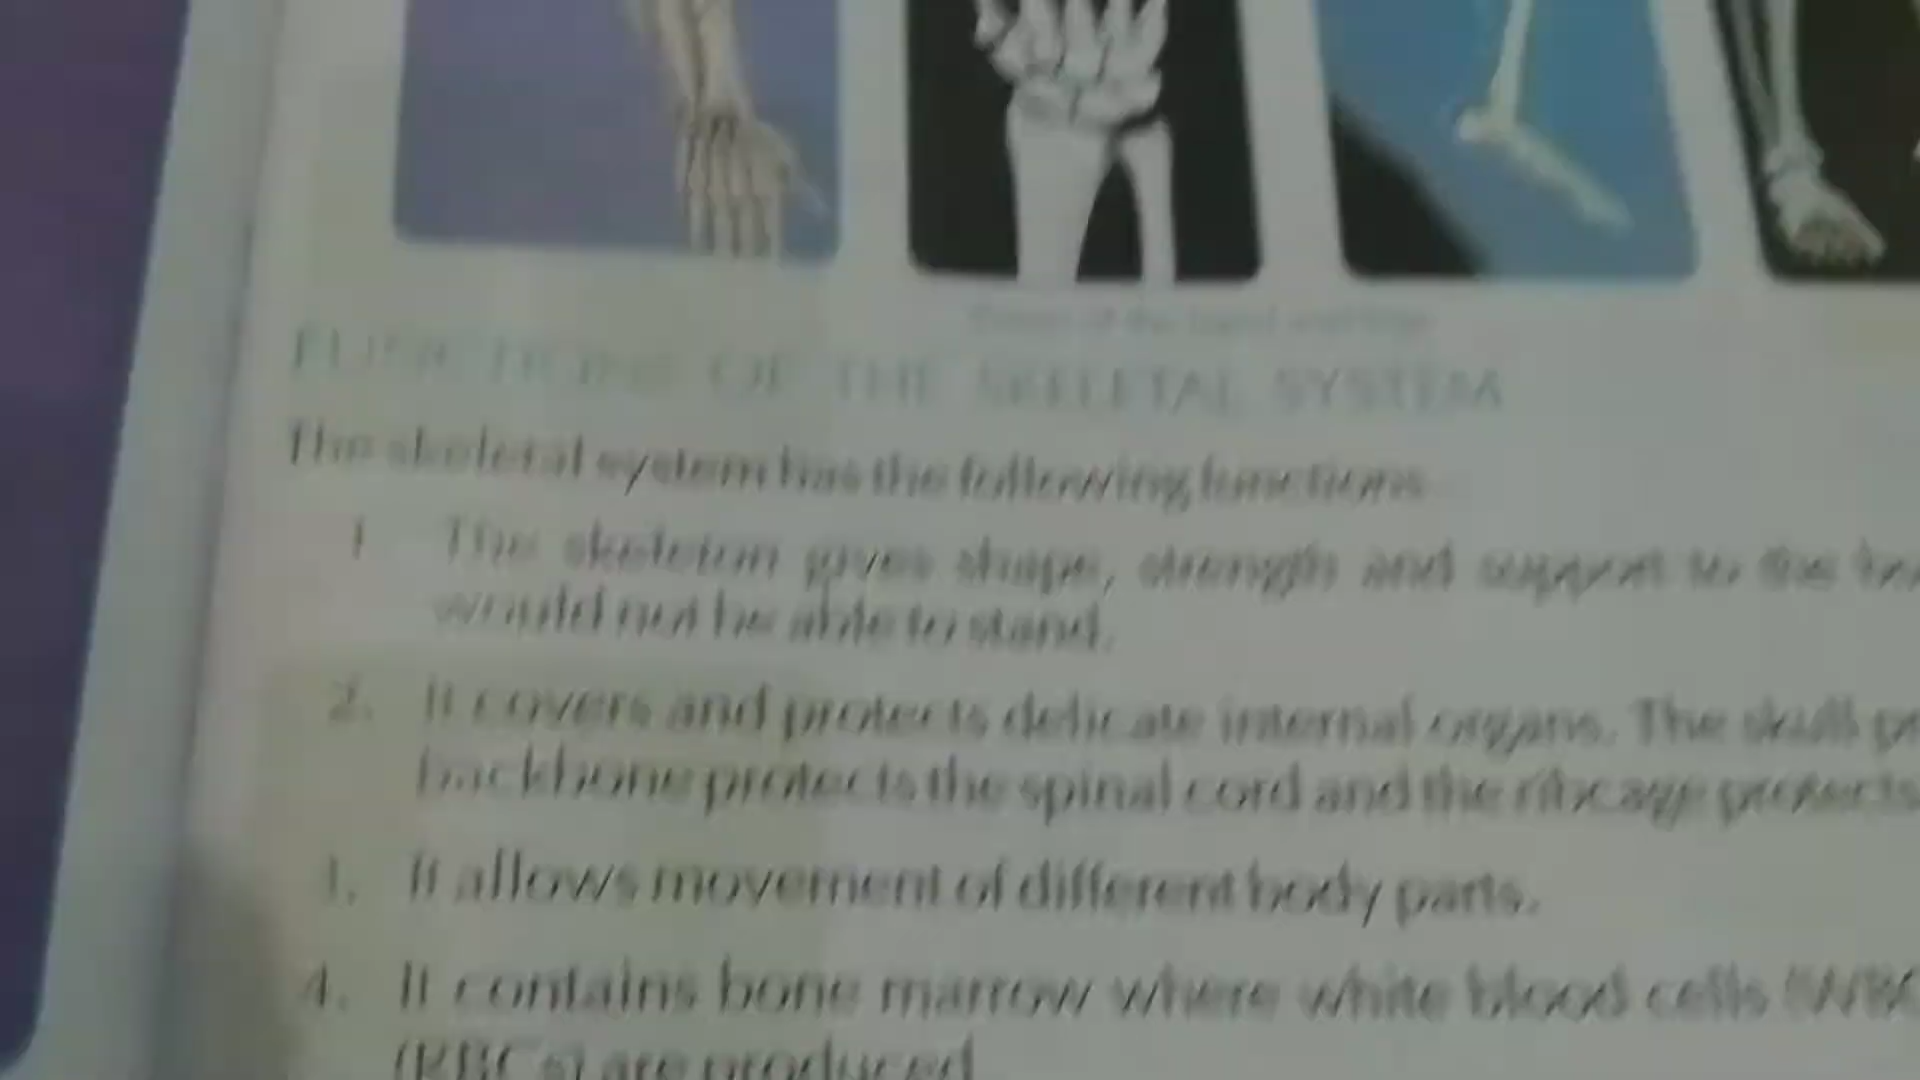 FUNCTIONS OF THE SKELETAL SYSTEM
The skeletal system has the following functions
1 The skeleton gives shape, strength and support to the
would not be able to stand.
2. It covers and protects delicate internal organs. The skull
backbone protects the spinal cord and the ribcage protects
3. It allows movement of different body parts.
4. It contains bone marrow where white blood cells (WBC
(RBCs) are produced